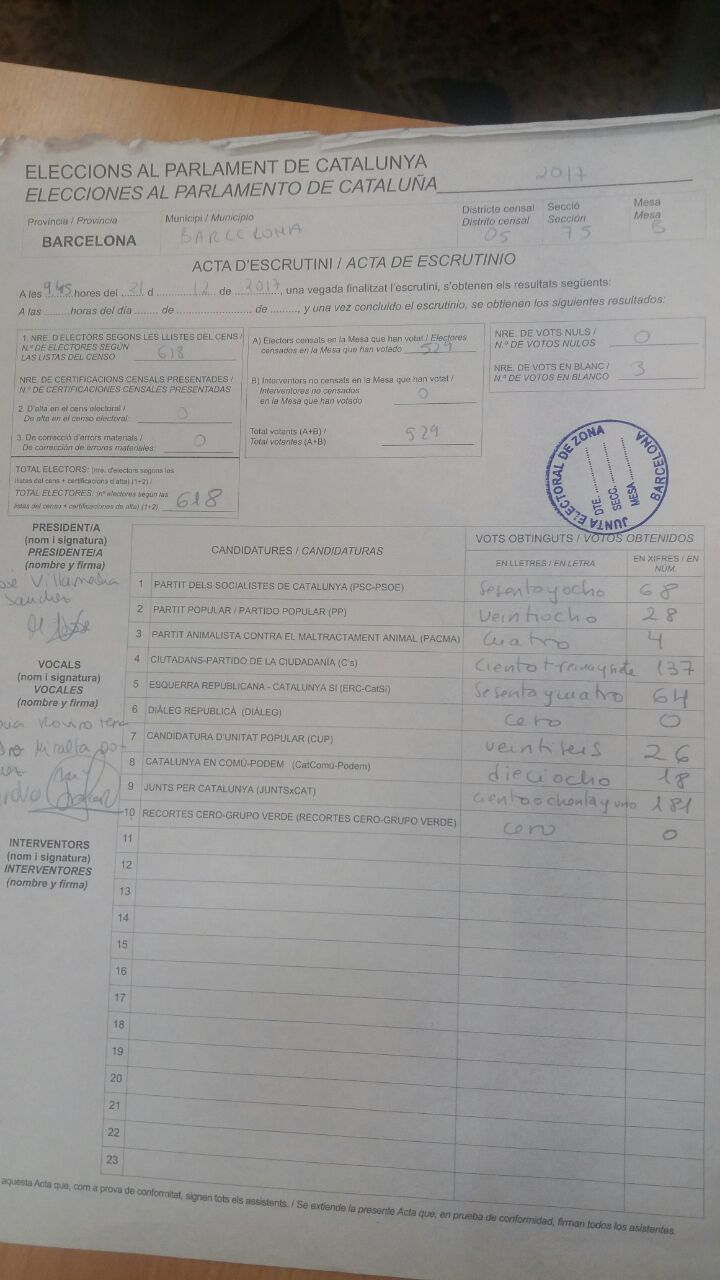 ELECCIONS AL PARLAMENT DE CATALUNYA
ELECCIONES AL PARLAMENTO DE CATALUÑA 2017
Provincia / Provincia
BARCELONA
Municipi / Municipio
BARCELONA
Districte censal
Distrito censal
05
Secció
Sección
75
Mesa
Mesa
B
ACTA D'ESCRUTINI / ACTA DE ESCRUTINIO
A les 9'45 hores del 21 d 12 de 2017, una vegada finalitzat l'escrutini, s'obtenen els resultats següents:
A las ........horas del día ....... de .................... de ........., y una vez concluido el escrutinio, se obtienen los siguientes resultados:
1. NRE. D'ELECTORS SEGONS LES LLISTES DEL CENS /
N.º DE ELECTORES SEGÚN
LAS LISTAS DEL CENSO 618
NRE. DE CERTIFICACIONS CENSALS PRESENTADES /
N.º DE CERTIFICACIONES CENSALES PRESENTADAS
2. D'alta en el cens electoral /
De alta en el censo electoral: 0
3. De correcció d'errors materials /
De corrección de errores materiales: 0
TOTAL ELECTORS: (nre. d'electors segons les
llistes del cens + certificacions d'alta) (1+2) /
TOTAL ELECTORES: (nº electores según las
listas del censo + certificaciones de alta) (1+2) 618
A) Electors censats en la Mesa que han votat / Electores
censados en la Mesa que han votado 529
B) Interventors no censats en la Mesa que han votat /
Interventores no censados
en la Mesa que han votado 0
Total votants (A+B) /
Total votantes (A+B) 529
NRE. DE VOTS NULS /
N.º DE VOTOS NULOS 0
NRE. DE VOTS EN BLANC /
N.º DE VOTOS EN BLANCO 3
JUNTA ELECTORAL DE ZONA
BARCELONA
DTE. ............
SECC. ............
MESA ............
PRESIDENT/A
(nom i signatura)
PRESIDENTE/A
(nombre y firma)
Sanchez
VOCALS
(nom i signatura)
VOCALES
(nombre y firma)
INTERVENTORS
(nom i signatura)
INTERVENTORES
(nombre y firma)
CANDIDATURES / CANDIDATURAS
VOTS OBTINGUTS / VOTOS OBTENIDOS
EN LLETRES / EN LETRA
EN XIFRES / EN NÚM.
1 PARTIT DELS SOCIALISTES DE CATALUNYA (PSC-PSOE) Sesenta y ocho 68
2 PARTIT POPULAR / PARTIDO POPULAR (PP) veintiocho 28
3 PARTIT ANIMALISTA CONTRA EL MALTRACTAMENT ANIMAL (PACMA) cuatro 4
4 CIUTADANS-PARTIDO DE LA CIUDADANÍA (C's) ciento treinta y siete 137
5 ESQUERRA REPUBLICANA - CATALUNYA SI (ERC-CatSí) Sesenta y cuatro 64
6 DIÀLEG REPUBLICÀ (DIÀLEG) cero 0
7 CANDIDATURA D'UNITAT POPULAR (CUP) veintiseis 26
8 CATALUNYA EN COMÚ-PODEM (CatComú-Podem) dieciocho 18
9 JUNTS PER CATALUNYA (JUNTSxCAT) ciento ochenta y uno 181
10 RECORTES CERO-GRUPO VERDE (RECORTES CERO-GRUPO VERDE) cero 0
11
12
13
14
15
16
17
18
19
20
21
22
23
aquesta Acta que, com a prova de conformitat, signen tots els assistents. / Se extiende la presente Acta que, en prueba de conformidad, firman todos los asistentes.